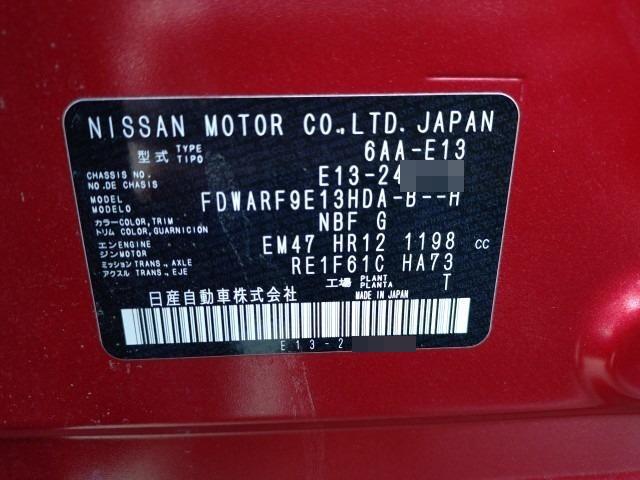 NISSAN MOTOR CO.,LTD. JAPAN
型式 TYPE TIPO 6AA-E13
CHASSIS NO. NO.DE CHASIS E13-24
MODEL MODELO FDWARF9E13HDA-B--H
カラー COLOR,TRIM トリム COLOR,GUARNICION NBF G
エンジン ENGINE MOTOR EM47 HR12 1198 cc
ミッション TRANS., AXLE アクスル TRANS.,EJE RE1F61C HA73
工場 PLANT PLANTA T
日産自動車株式会社 MADE IN JAPAN
E13-2